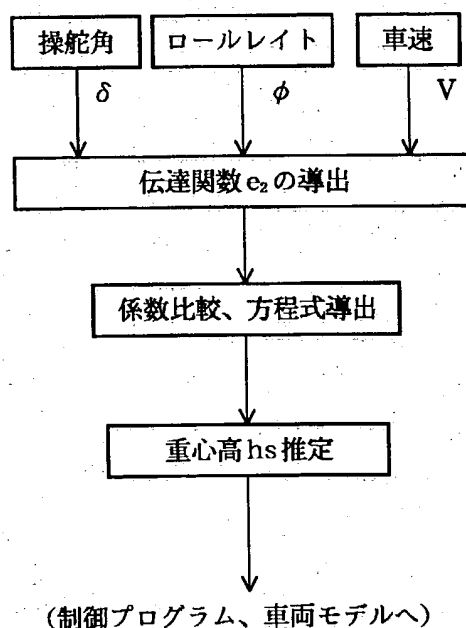 操舵角 ロールレイト 車速
δ φ V
伝達関数e₂の導出
係数比較、方程式導出
重心高hs推定
(制御プログラム、車両モデルへ)